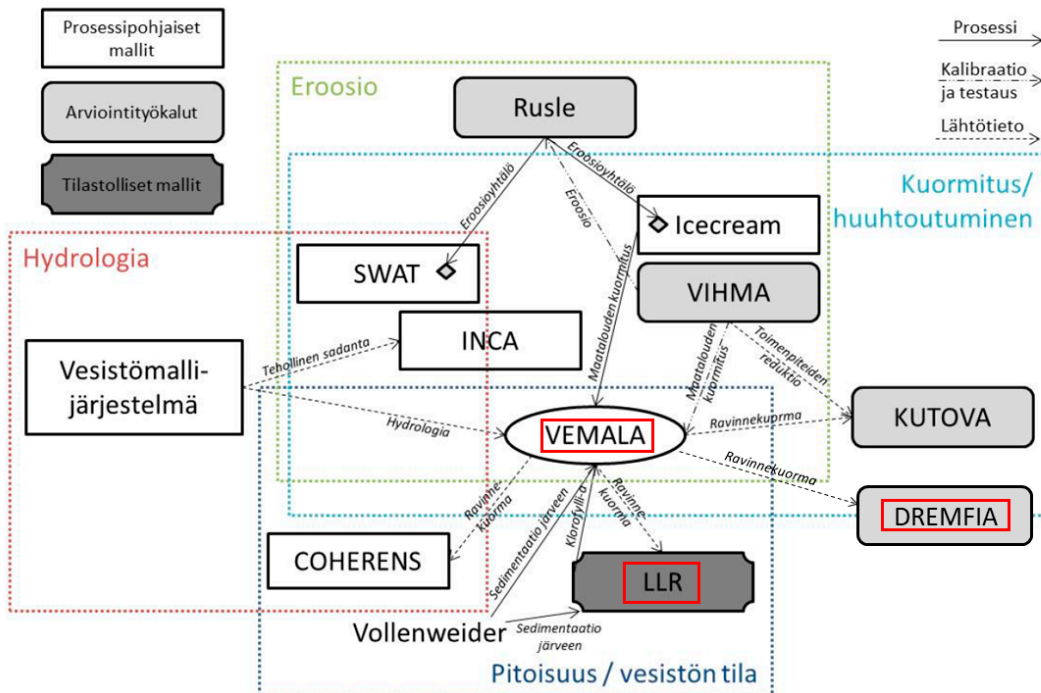 Prosessipohjaiset
mallit
Arviointityökalut
Tilastolliset mallit
Prosessi
Kalibraatio
ja testaus
Lähtötieto
Eroosio
Rusle
Eroosioyhtälö
Eroosioyhtälö
Eroosio
Kuormitus/
huuhtoutuminen
Icecream
Hydrologia
SWAT
VIHMA
INCA
Maatalouden kuormitus
Maatalouden
kuormitus
Toimenpiteiden
reduktio
Vesistömalli-
järjestelmä
Tehollinen sadanta
Hydrologia
VEMALA
Ravinnekuorma
KUTOVA
Ravinnekuorma
DREMFIA
Ravinne-
kuorma
Sedimentaatio järveen
Klorofylli-a
Ravinne-
kuorma
COHERENS
LLR
Vollenweider
Sedimentaatio
järveen
Pitoisuus / vesistön tila